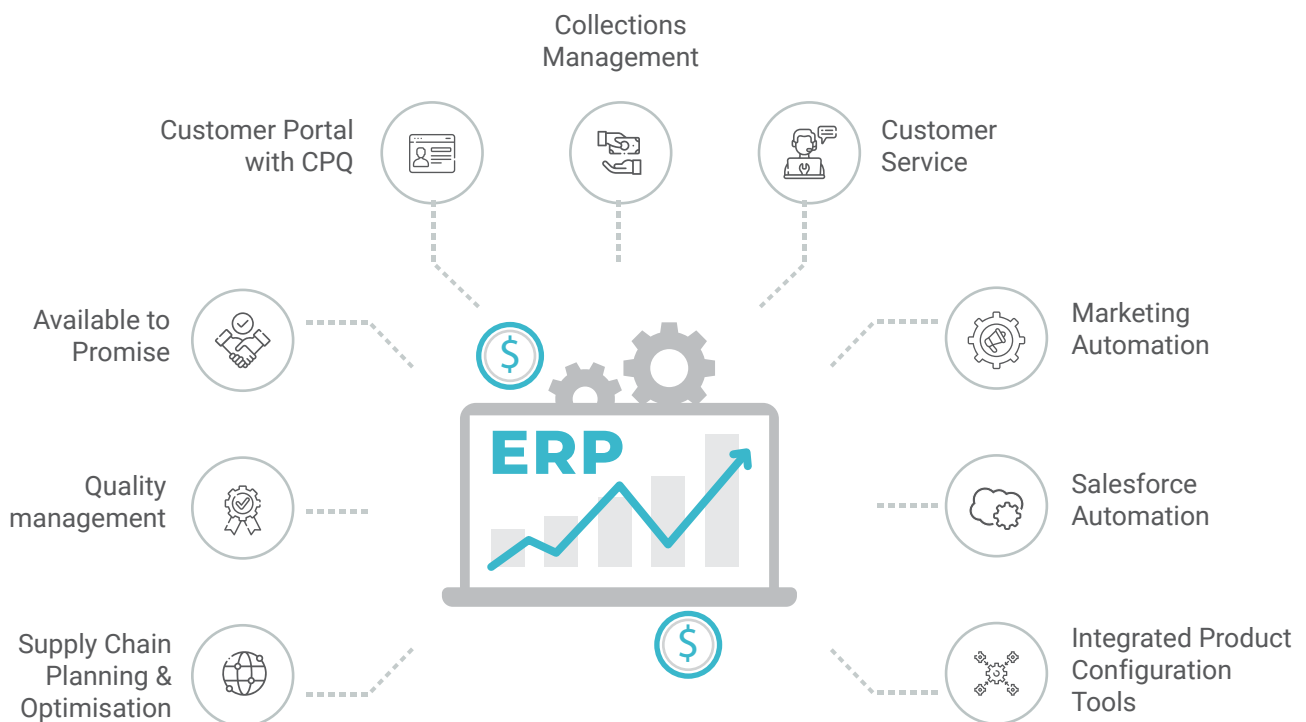 Collections
Management
Customer Portal
with CPQ
Customer
Service
Available to
Promise
$
Marketing
Automation
ERP
Quality
management
Salesforce
Automation
Supply Chain
Planning &
Optimisation
$
Integrated Product
Configuration
Tools